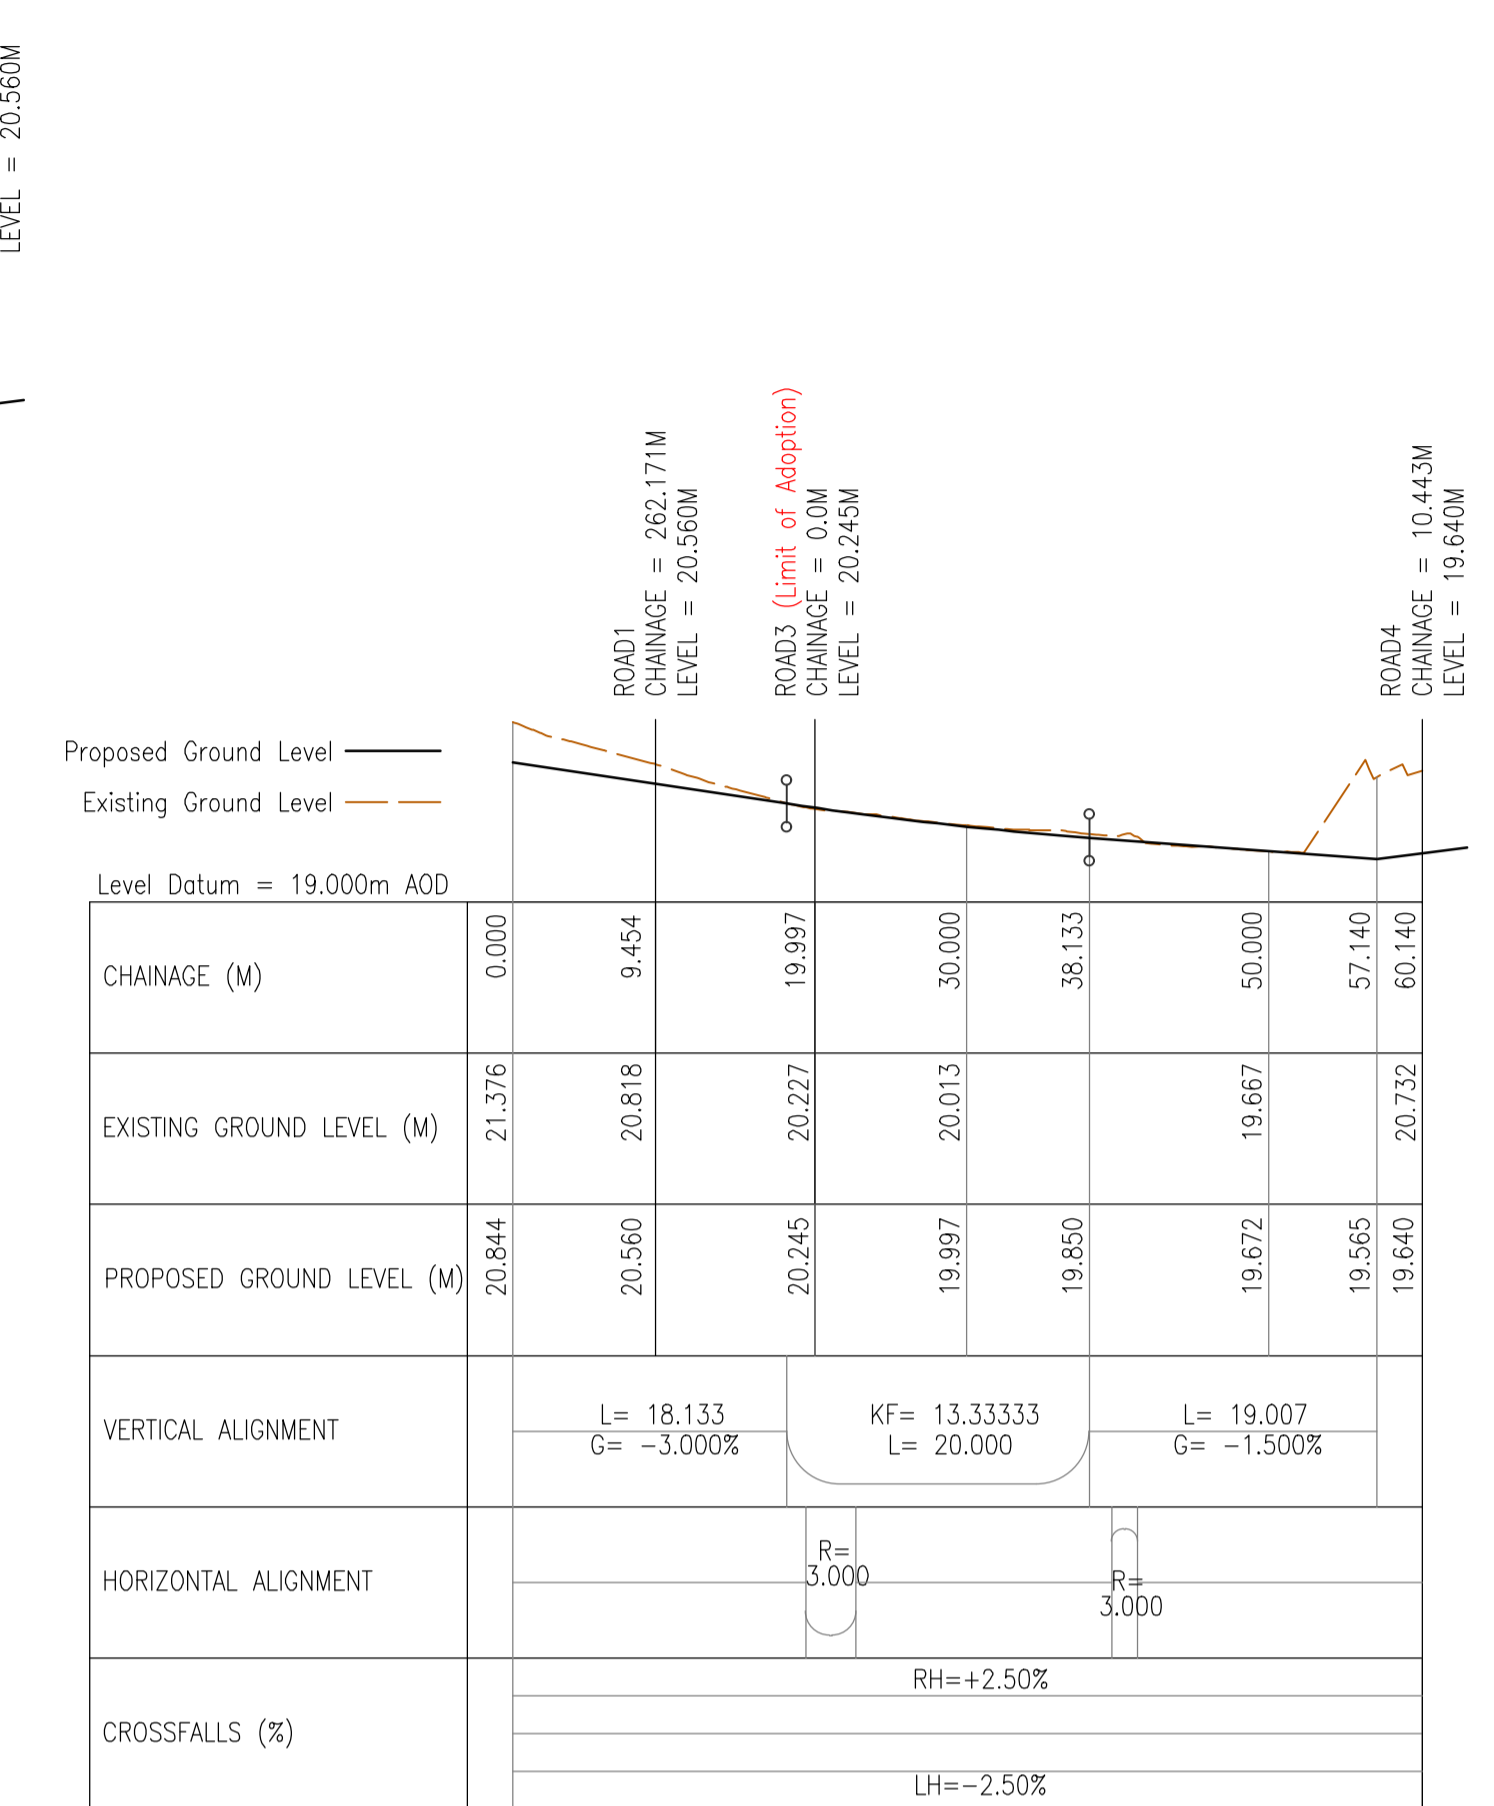 LEVEL = 20.560M
ROAD1
CHAINAGE = 262.171M
LEVEL = 20.560M
ROAD3 (Limit of Adoption)
CHAINAGE = 0.0M
LEVEL = 20.245M
ROAD4
CHAINAGE = 10.443M
LEVEL = 19.640M
Proposed Ground Level
Existing Ground Level
Level Datum = 19.000m AOD
CHAINAGE (M) 0.000 9.454 19.997 30.000 38.133 50.000 57.140 60.140
EXISTING GROUND LEVEL (M) 21.376 20.818 20.227 20.013 19.667 20.732
PROPOSED GROUND LEVEL (M) 20.844 20.560 20.245 19.997 19.850 19.672 19.565 19.640
VERTICAL ALIGNMENT
L= 18.133
G= -3.000%
KF= 13.33333
L= 20.000
L= 19.007
G= -1.500%
HORIZONTAL ALIGNMENT
R=
3.000
R=
3.000
CROSSFALLS (%)
RH=+2.50%
LH=-2.50%